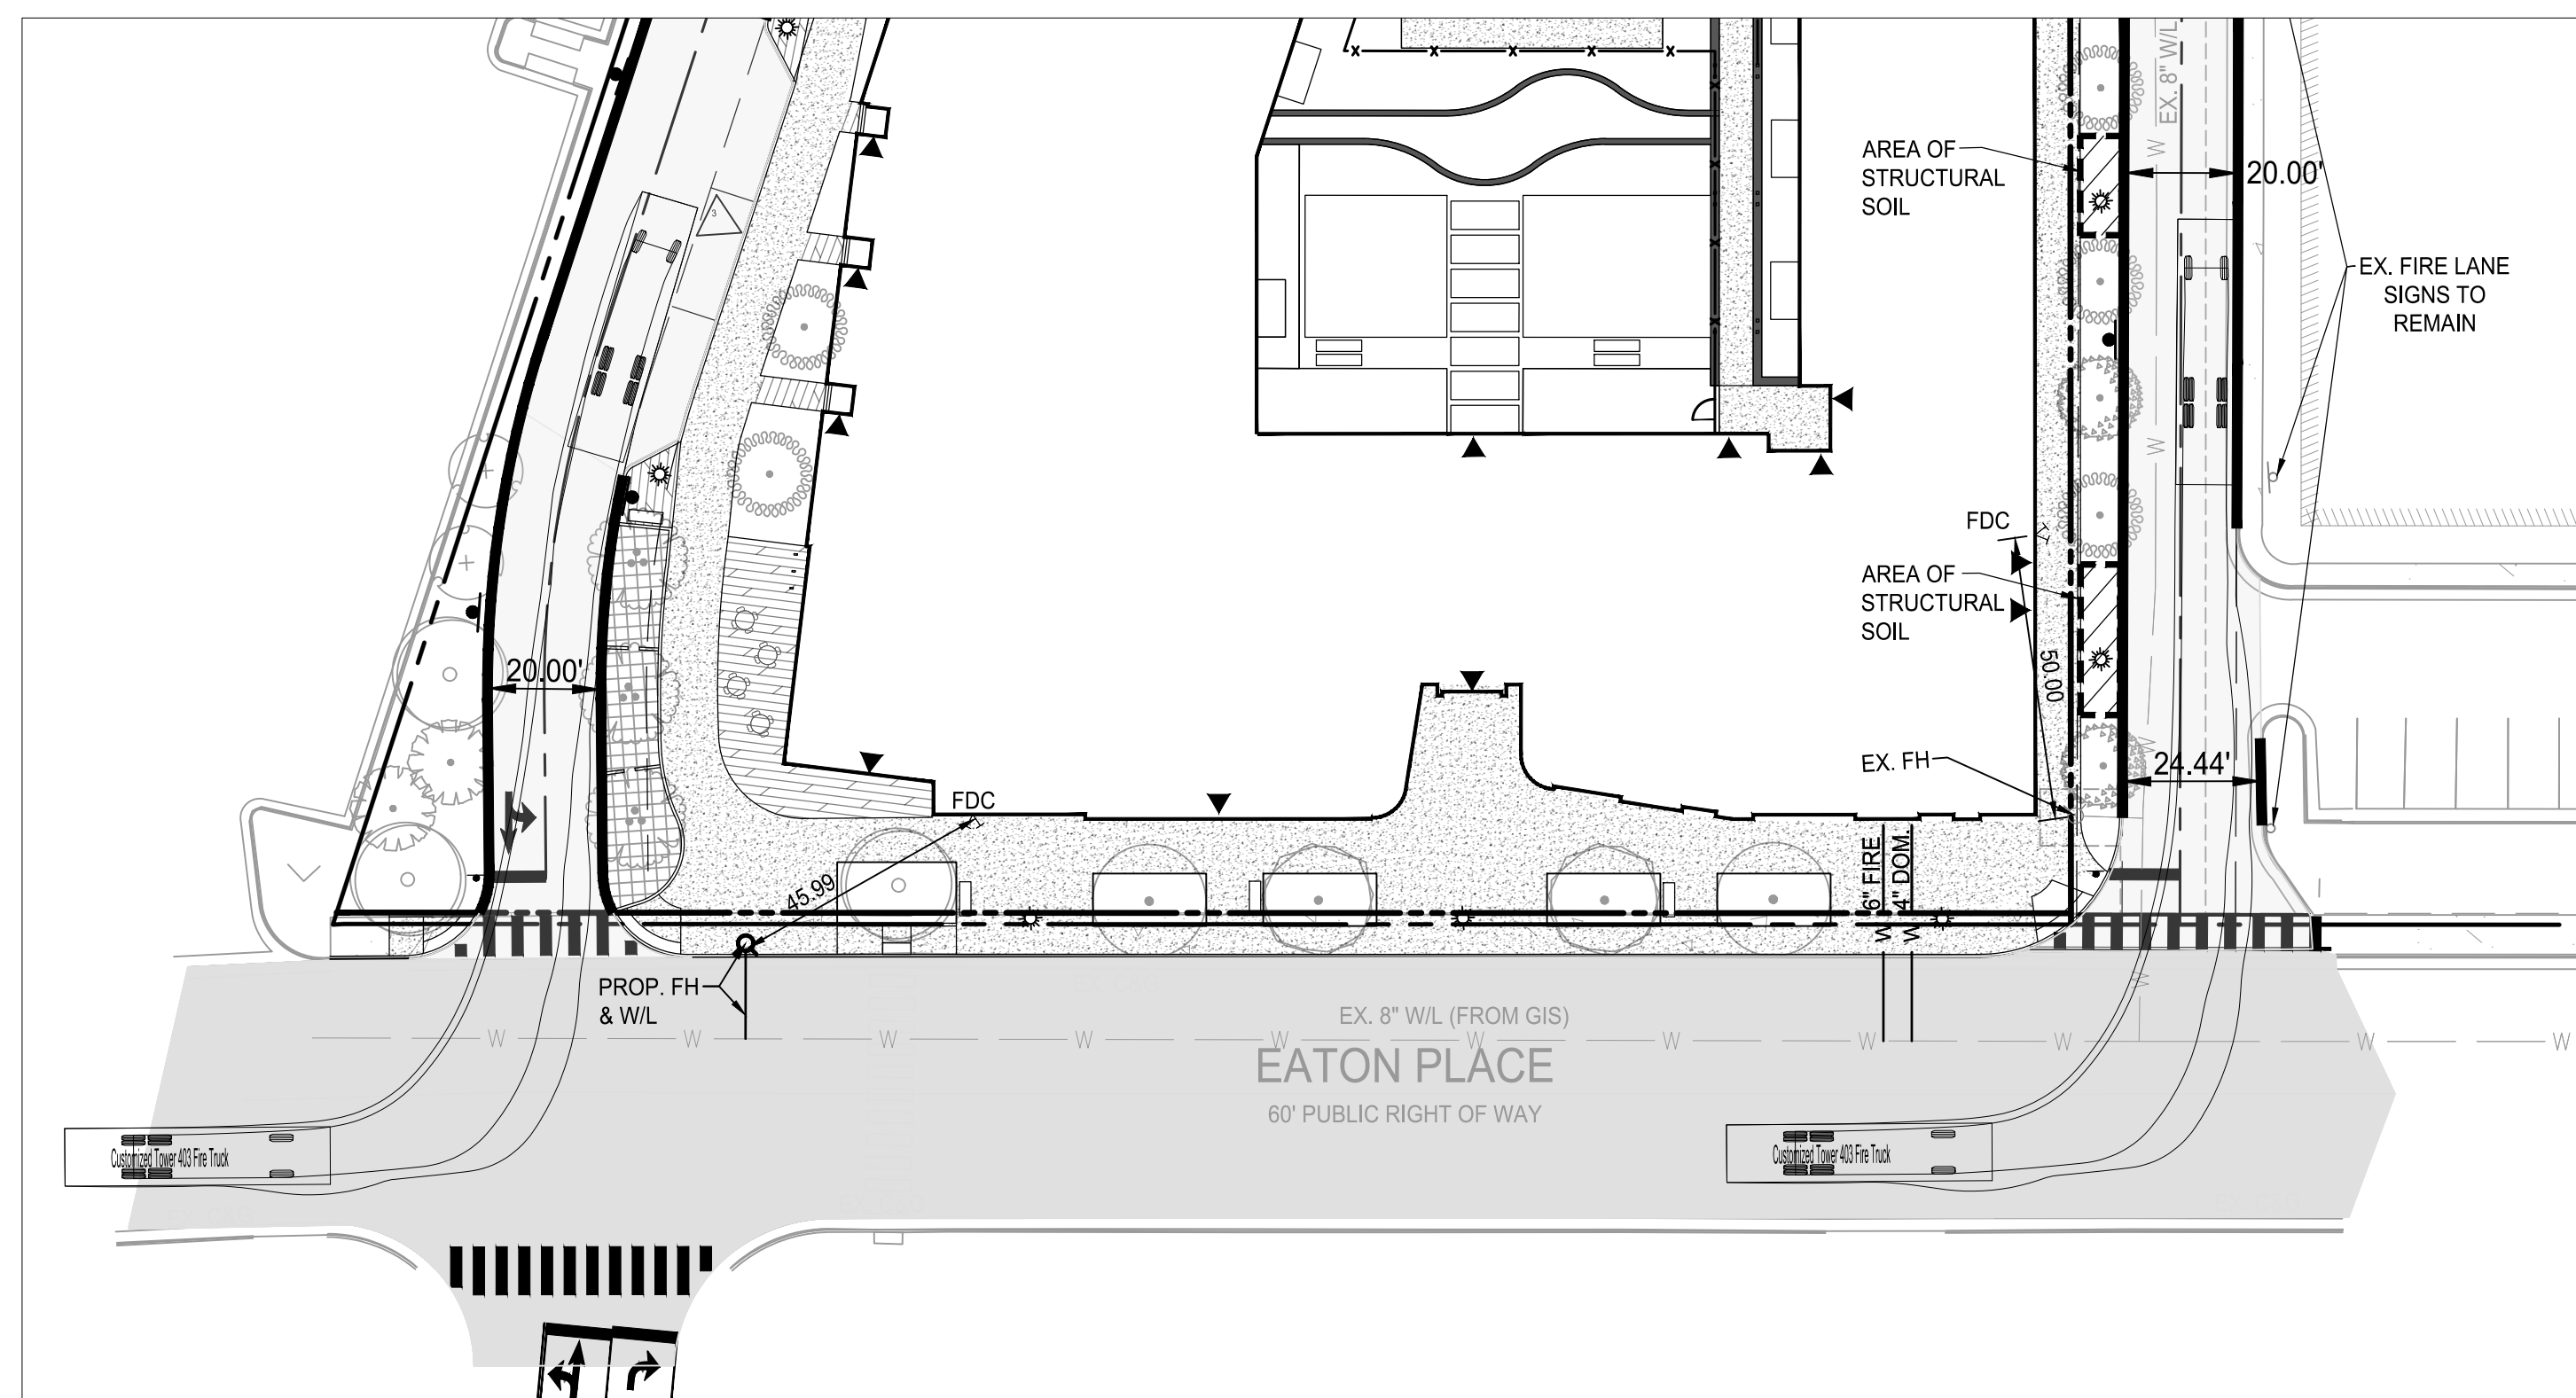 EX. 8" W/L
AREA OF
STRUCTURAL
SOIL
20.00'
3
EX. FIRE LANE
SIGNS TO
REMAIN
FDC
AREA OF
STRUCTURAL
SOIL
50.00
20.00'
EX. FH
24.44'
FDC
45.99
6" FIRE
4" DOM.
W
W
W
W
W
W
W
PROP. FH
& W/L
EX. 8" W/L (FROM GIS)
W W W W W W W W W W W
EATON PLACE
60' PUBLIC RIGHT OF WAY
Customized Tower 403 Fire Truck
Customized Tower 403 Fire Truck